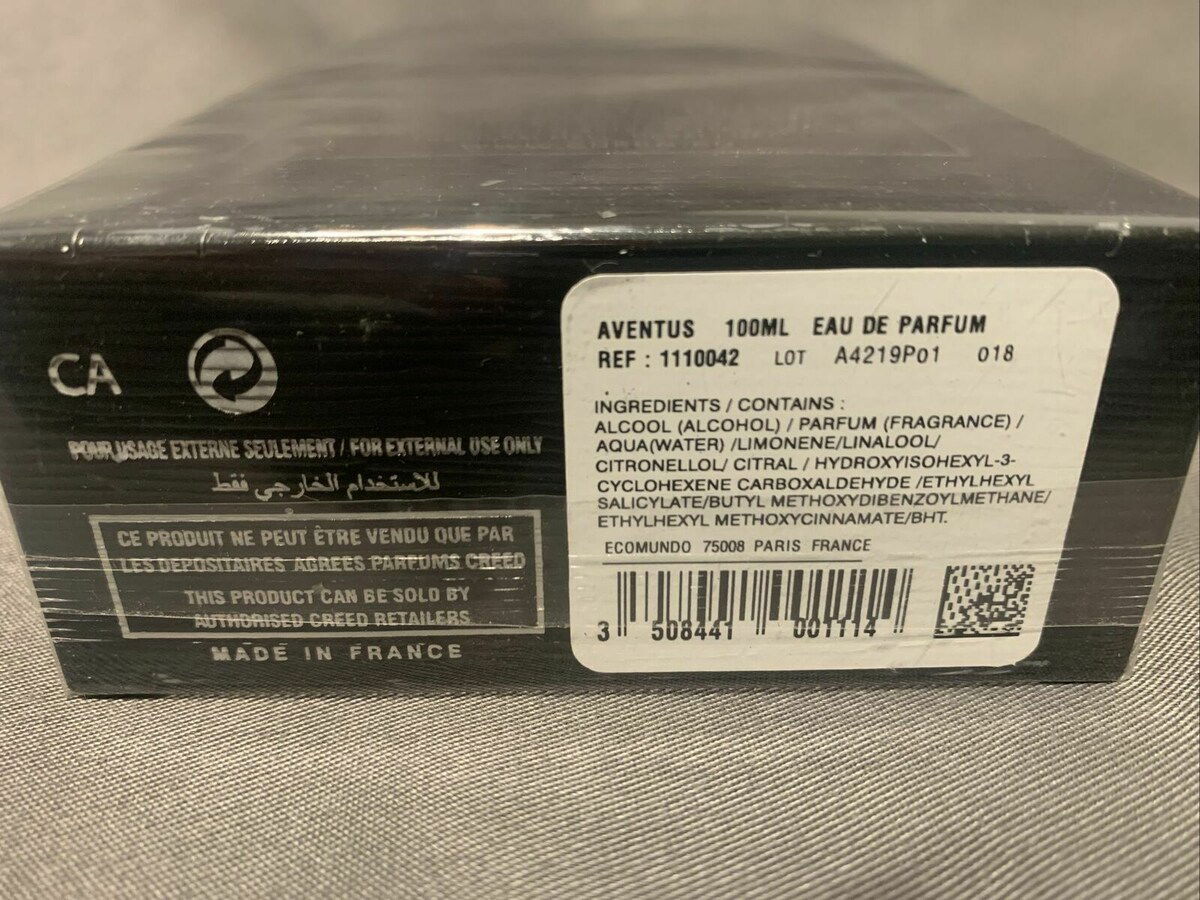 CA
POUR USAGE EXTERNE SEULEMENT / FOR EXTERNAL USE ONLY
للاستخدام الخارجي فقط
CE PRODUIT NE PEUT ÊTRE VENDU QUE PAR
LES DEPOSITAIRES AGREES PARFUMS CREED
THIS PRODUCT CAN BE SOLO BY
AUTHORISED CREED RETAILERS
MADE IN FRANCE
AVENTUS 100ML EAU DE PARFUM
REF : 1110042 LOT A4219P01 018
INGREDIENTS / CONTAINS :
ALCOOL (ALCOHOL) / PARFUM (FRAGRANCE) /
AQUA(WATER) /LIMONENE/LINALOOL/
CITRONELLOL/ CITRAL / HYDROXYISOHEXYL-3-
CYCLOHEXENE CARBOXALDEHYDE /ETHYLHEXYL
SALICYLATE/BUTYL METHOXYDIBENZOYLMETHANE/
ETHYLHEXYL METHOXYCINNAMATE/BHT.
ECOMUNDO 75008 PARIS FRANCE
3 508441 001114